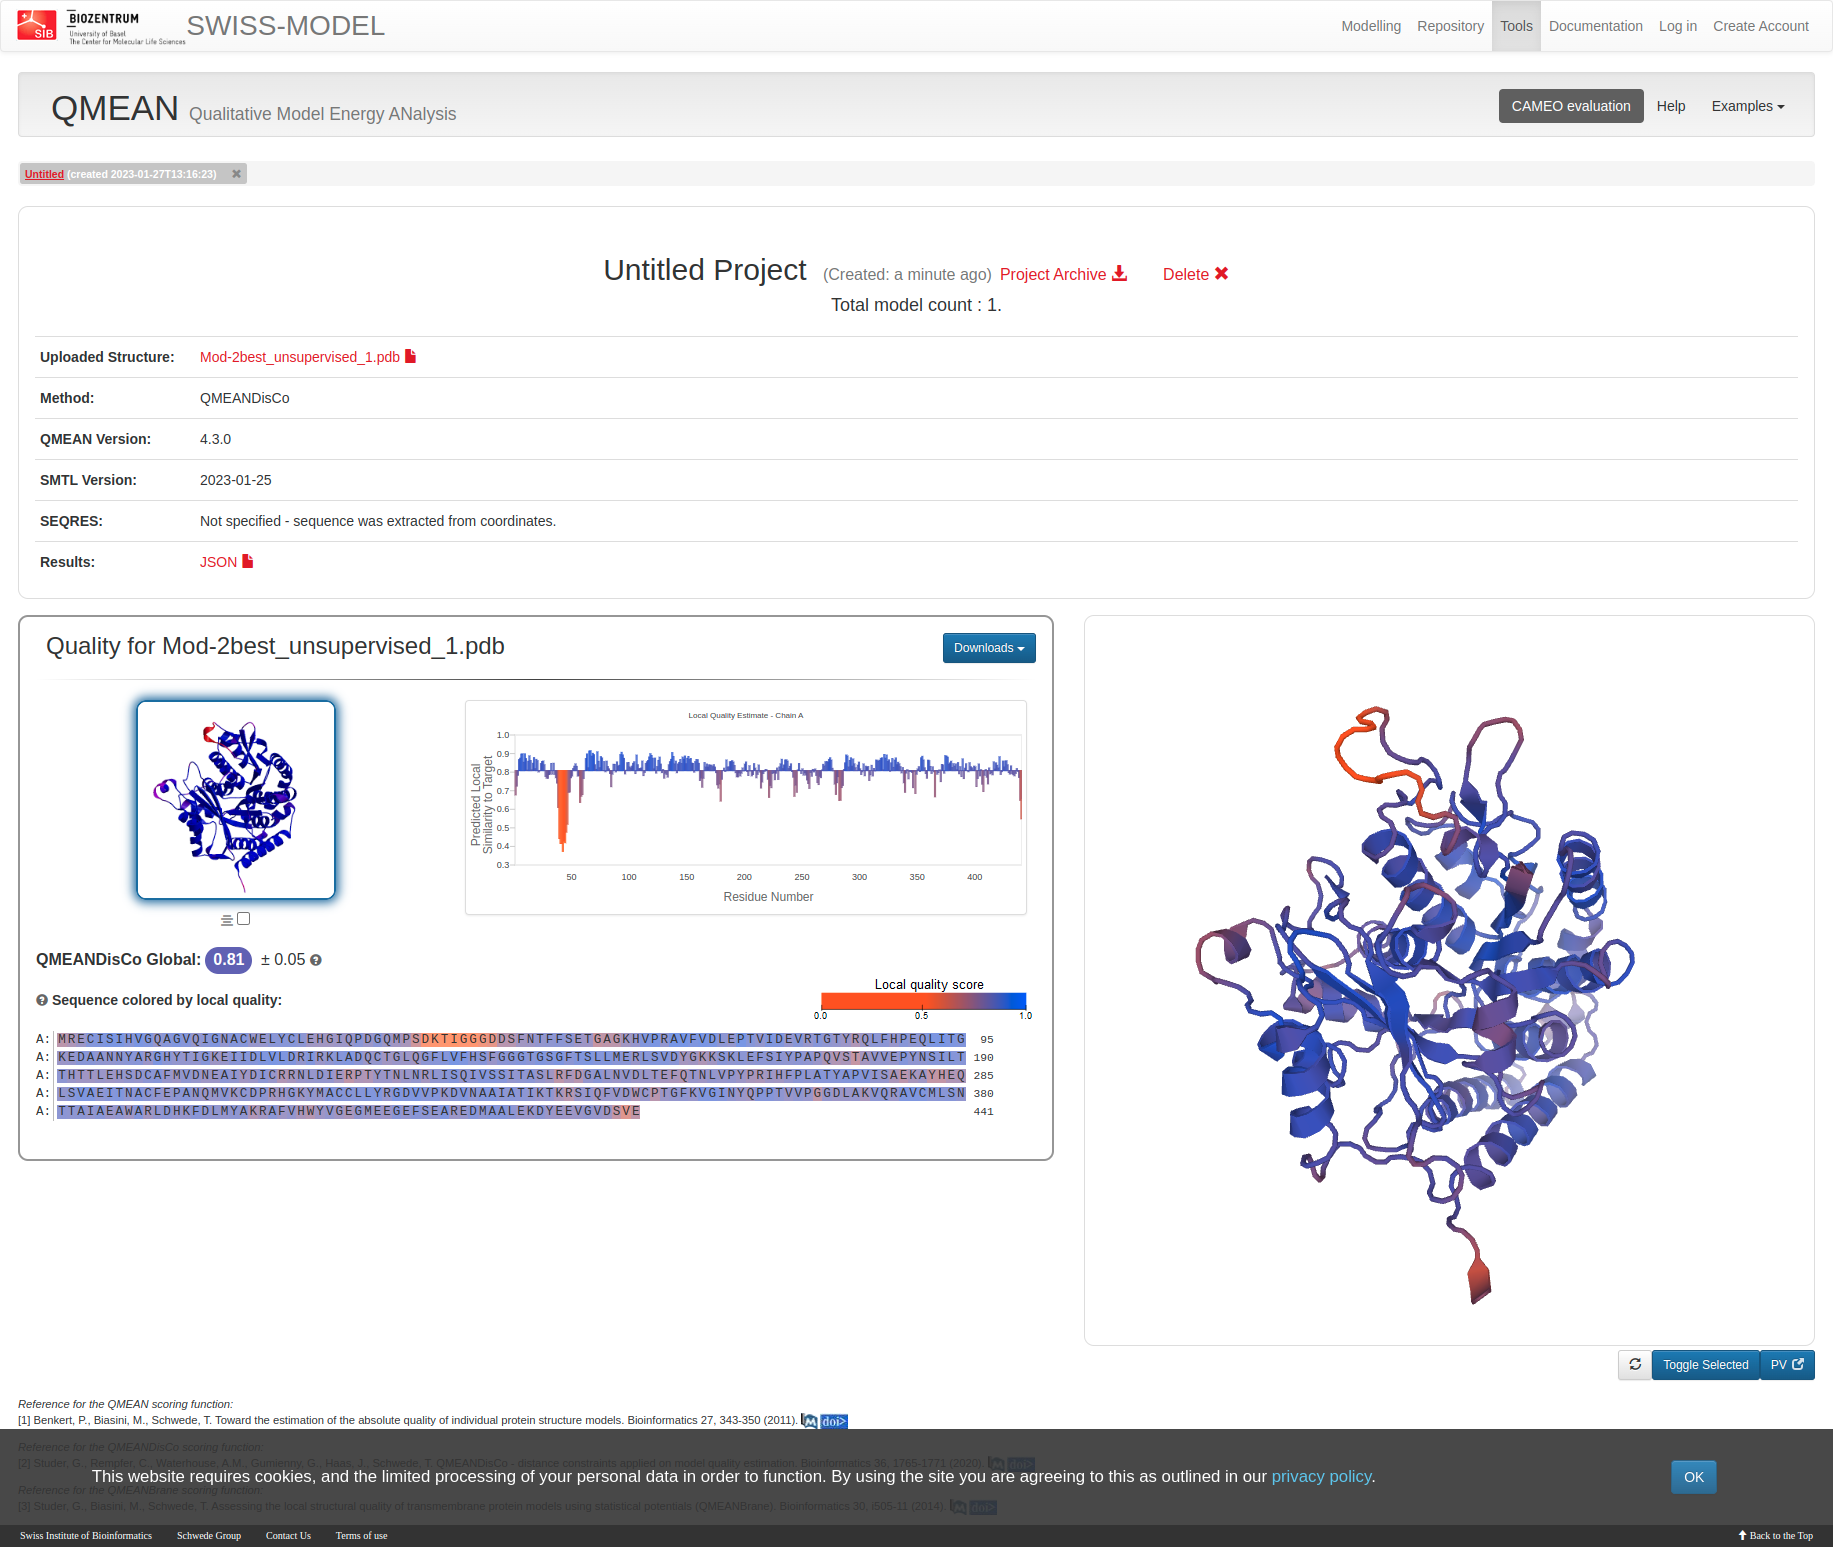 SIB
BIOZENTRUM
University of Basel
The Center for Molecular Life Sciences
SWISS-MODEL
Modelling Repository Tools Documentation Log in Create Account
QMEAN Qualitative Model Energy ANalysis
CAMEO evaluation Help Examples
Untitled (created 2023-01-27T13:16:23)
Untitled Project (Created: a minute ago) Project Archive Delete
Total model count : 1.
Uploaded Structure: Mod-2best_unsupervised_1.pdb
Method: QMEANDisCo
QMEAN Version: 4.3.0
SMTL Version: 2023-01-25
SEQRES: Not specified - sequence was extracted from coordinates.
Results: JSON
Quality for Mod-2best_unsupervised_1.pdb
Downloads
Local Quality Estimate - Chain A
Predicted Local
Similarity to Target
1.0
0.9
0.8
0.7
0.6
0.5
0.4
0.3
50 100 150 200 250 300 350 400
Residue Number
QMEANDisCo Global: 0.81 ± 0.05
Sequence colored by local quality:
Local quality score
0.0 0.5 1.0
A: MRECISIHVGQAGVQIGNACWELYCLEHGIQPDGQMPSDKTIGGGDDSFNTFFSETGAGKHVPRAVFVDLEPTVIDEVRTGTYRQLFHPEQLITG 95
A: KEDAANNYARGHYTIGKEIIDLVLDRIRKLADQCTGLQGFLVFHSFGGGTGSGFTSLLMERLSVDYGKKSKLEFSIYPAPQVSTAVVEPYNSILT 190
A: THTTLEHSDCAFMVDNEAIYDICRRNLDIERPTYTNLNRLISQIVSSITASLRFDGALNVDLTEFQTNLVPYPRIHFPLATYAPVISAEKAYHEQ 285
A: LSVAEITNACFEPANQMVKCDPRHGKYMACCLLYRGDVVPKDVNAAIATIKTKRSIQFVDWCPTGFKVGINYQPPTVVPGGDLAKVQRAVCMLSN 380
A: TTAIAEAWARLDHKFDLMYAKRAFVHWYVGEGMEEGEFSEAREDMAALEKDYEEVGVDSVE 441
Toggle Selected PV
Reference for the QMEAN scoring function:
[1] Benkert, P., Biasini, M., Schwede, T. Toward the estimation of the absolute quality of individual protein structure models. Bioinformatics 27, 343-350 (2011). M doi>
Reference for the QMEANDisCo scoring function:
[2] Studer, G., Rempfer, C., Waterhouse, A.M., Gumienny, G., Haas, J., Schwede, T. QMEANDisCo - distance constraints applied on model quality estimation. Bioinformatics 36, 1765-1771 (2020). M doi>
This website requires cookies, and the limited processing of your personal data in order to function. By using the site you are agreeing to this as outlined in our privacy policy.
OK
Reference for the QMEANBrane scoring function:
[3] Studer, G., Biasini, M., Schwede, T. Assessing the local structural quality of transmembrane protein models using statistical potentials (QMEANBrane). Bioinformatics 30, i505-11 (2014). M doi>
Swiss Institute of Bioinformatics Schwede Group Contact Us Terms of use Back to the Top